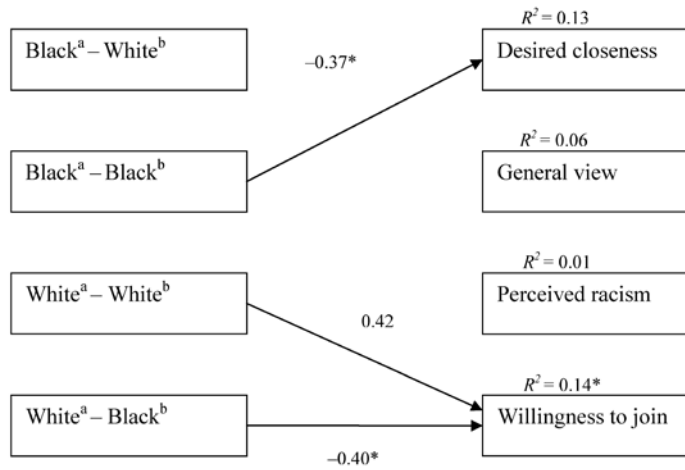 R² = 0.13
Blackᵃ – Whiteᵇ
–0.37*
Desired closeness
R² = 0.06
Blackᵃ – Blackᵇ
General view
R² = 0.01
Whiteᵃ – Whiteᵇ
0.42
Perceived racism
R² = 0.14*
Whiteᵃ – Blackᵇ
Willingness to join
–0.40*